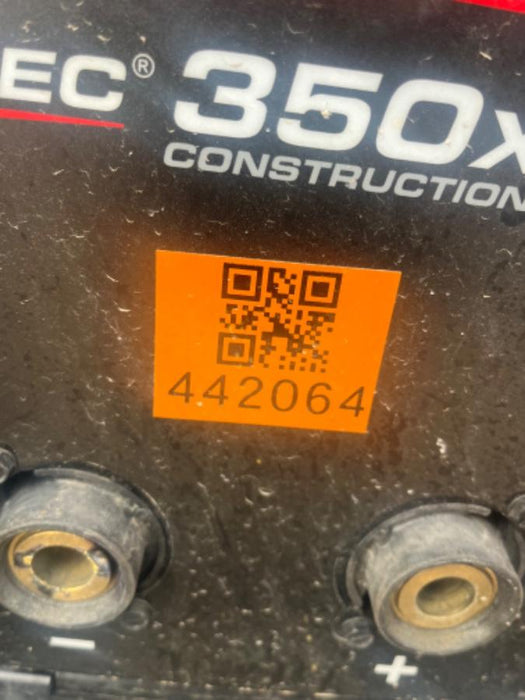 EC® 350x
CONSTRUCTION
442064
- +